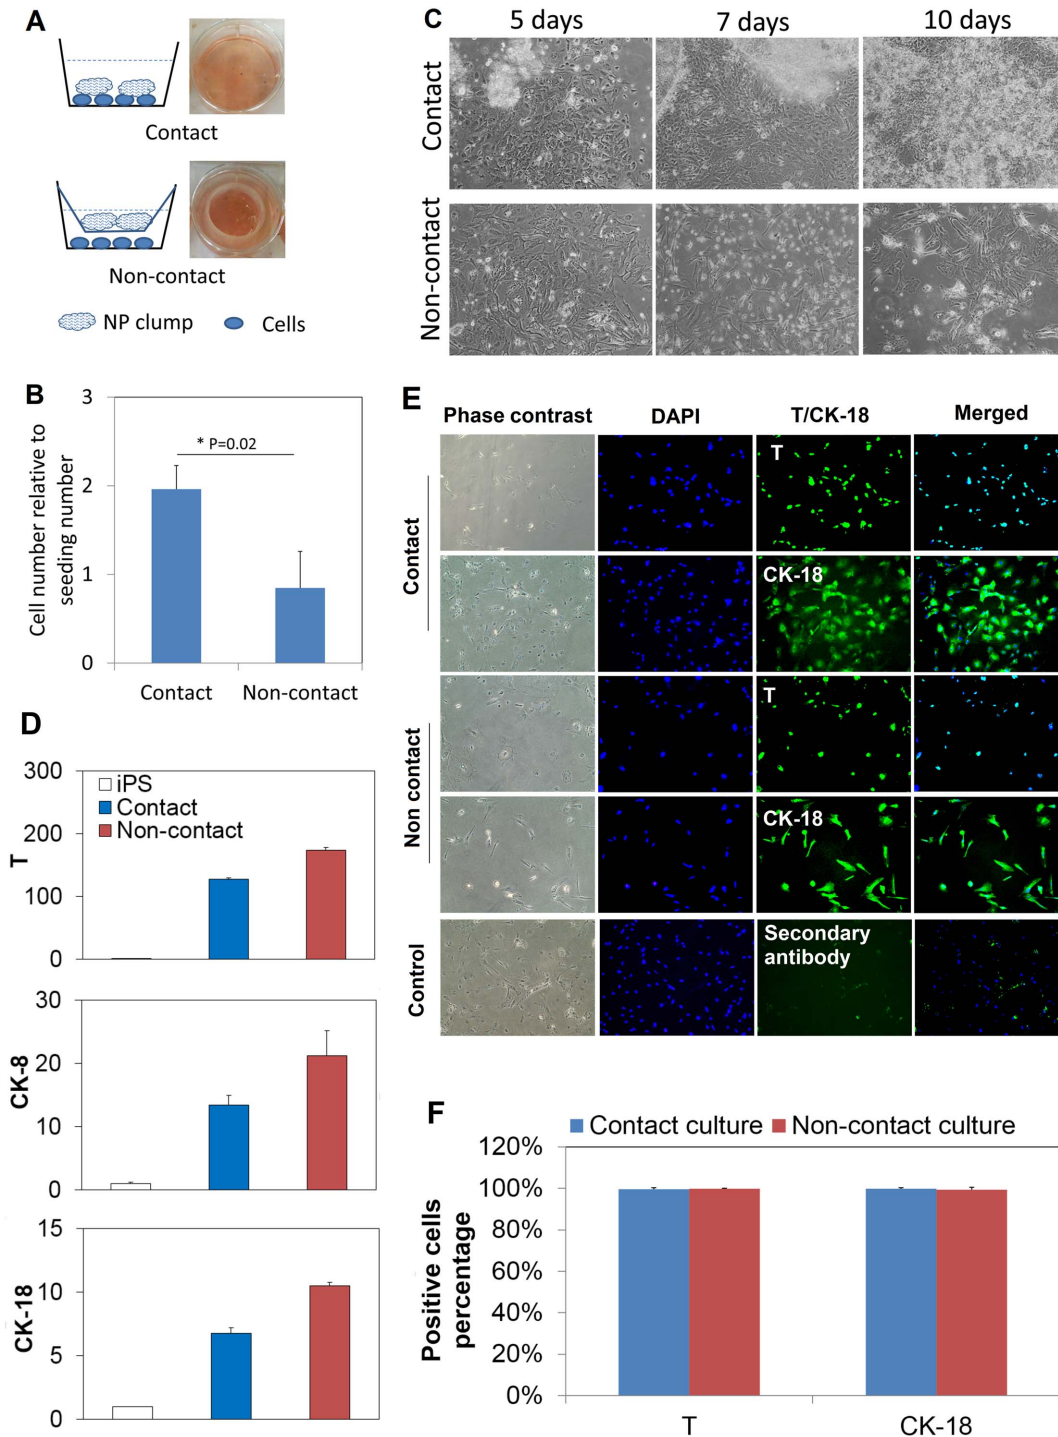 A
Contact
Non-contact
NP clump
Cells
B
Cell number relative to
seeding number
3
2
1
0
* P=0.02
Contact
Non-contact
C
5 days
7 days
10 days
Contact
Non-contact
D
T
300
200
100
0
iPS
Contact
Non-contact
CK-8
30
20
10
0
CK-18
15
10
5
0
E
Phase contrast
DAPI
T/CK-18
Merged
Contact
T
CK-18
Non contact
T
CK-18
Control
Secondary
antibody
F
Contact culture
Non-contact culture
Positive cells
percentage
120%
100%
80%
60%
40%
20%
0%
T
CK-18